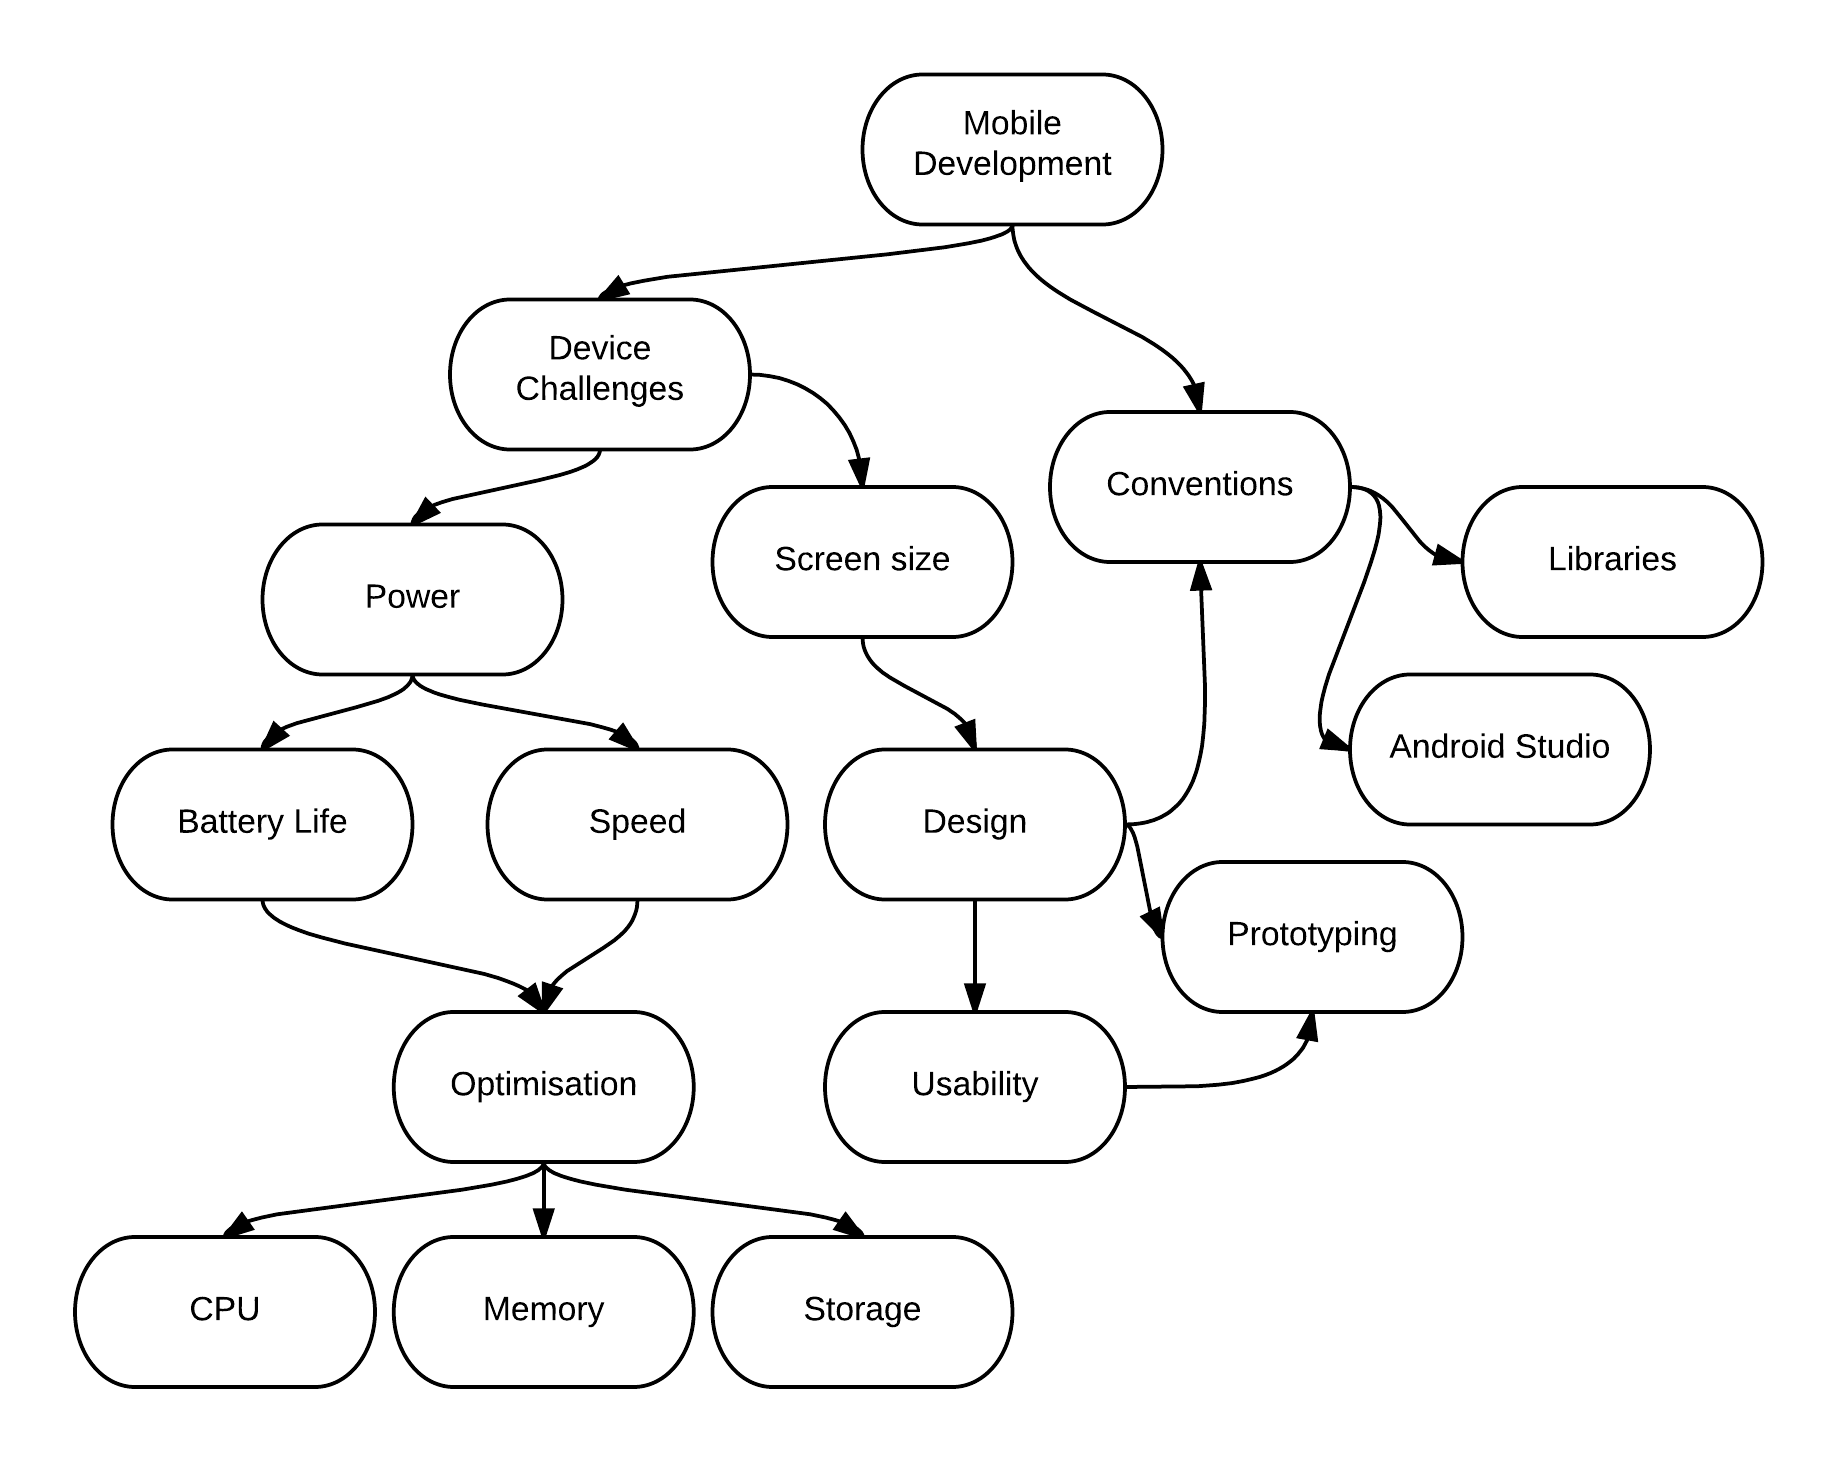 Mobile
Development
Device
Challenges
Conventions
Screen size
Libraries
Power
Android Studio
Battery Life
Speed
Design
Prototyping
Optimisation
Usability
CPU
Memory
Storage